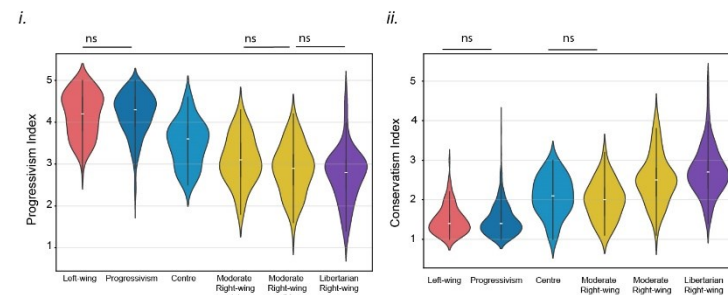 i.
ns
ns
ns
Progressivism Index
5
4
3
2
1
Left-wing
Progressivism
Centre
Moderate
Right-wing
Moderate
Right-wing
Libertarian
Right-wing
ii.
ns
ns
Conservatism Index
5
4
3
2
1
Left-wing
Progressivism
Centre
Moderate
Right-wing
Moderate
Right-wing
Libertarian
Right-wing